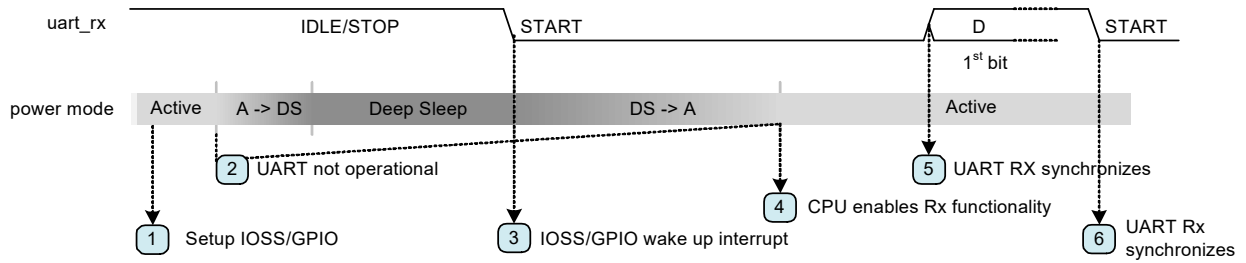 uart_rx IDLE/STOP START D START
1st bit
power mode Active A -> DS Deep Sleep DS -> A Active
2 UART not operational 5 UART RX synchronizes
4 CPU enables Rx functionality
1 Setup IOSS/GPIO 3 IOSS/GPIO wake up interrupt 6 UART Rx
synchronizes